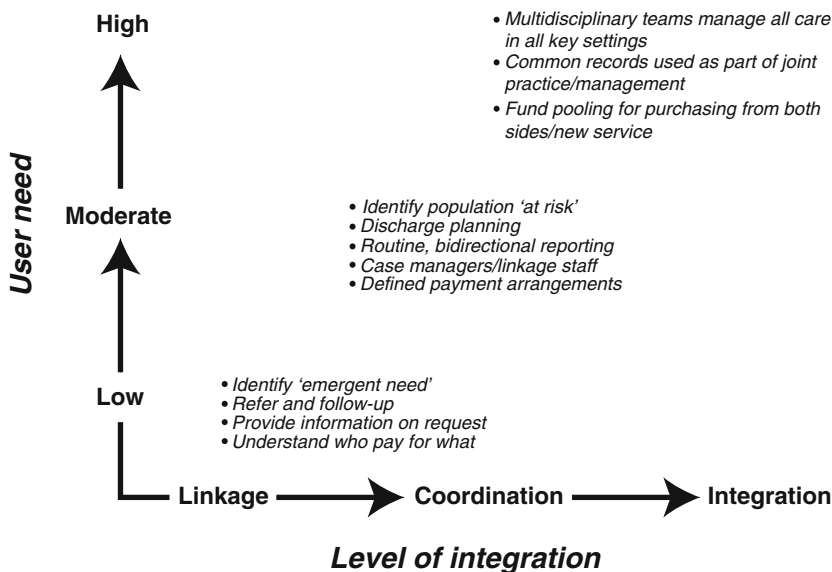 High
• Multidisciplinary teams manage all care
in all key settings
• Common records used as part of joint
practice/management
• Fund pooling for purchasing from both
sides/new service
User need
Moderate
• Identify population ‘at risk’
• Discharge planning
• Routine, bidirectional reporting
• Case managers/linkage staff
• Defined payment arrangements
Low
• Identify ‘emergent need’
• Refer and follow-up
• Provide information on request
• Understand who pay for what
Linkage Coordination Integration
Level of integration